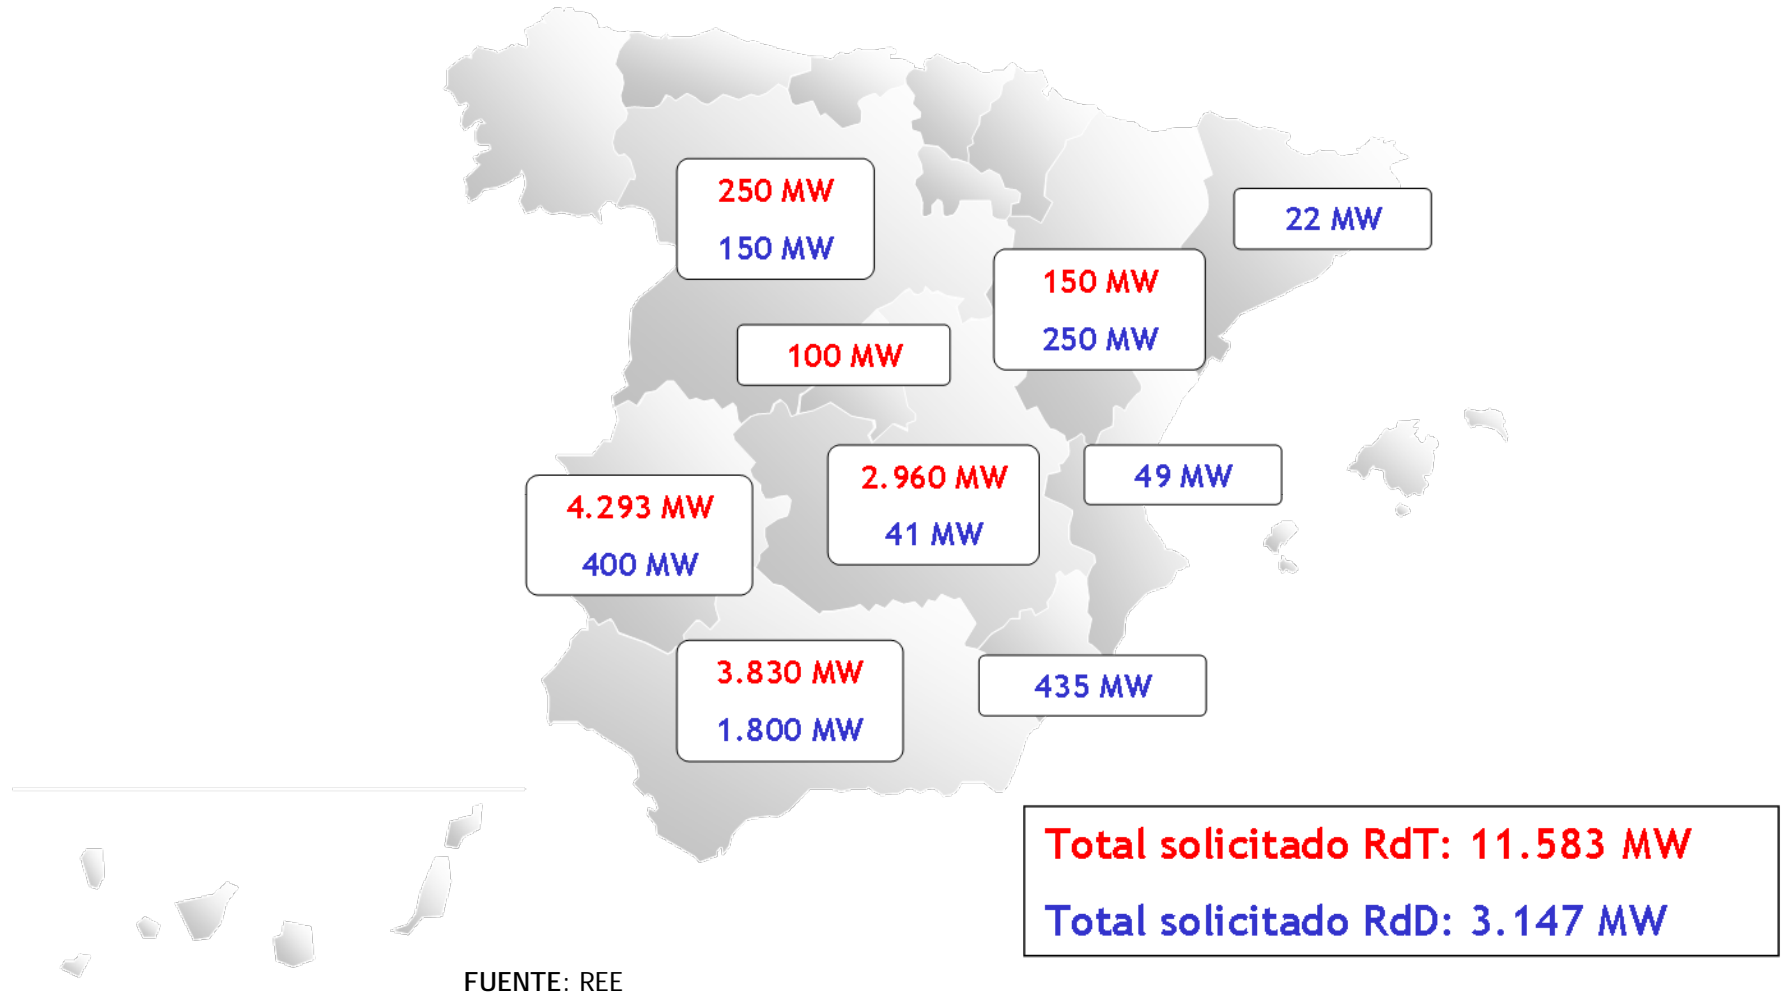 250 MW
150 MW
22 MW
150 MW
250 MW
100 MW
2.960 MW
41 MW
49 MW
4.293 MW
400 MW
3.830 MW
1.800 MW
435 MW
Total solicitado RdT: 11.583 MW
Total solicitado RdD: 3.147 MW
FUENTE: REE